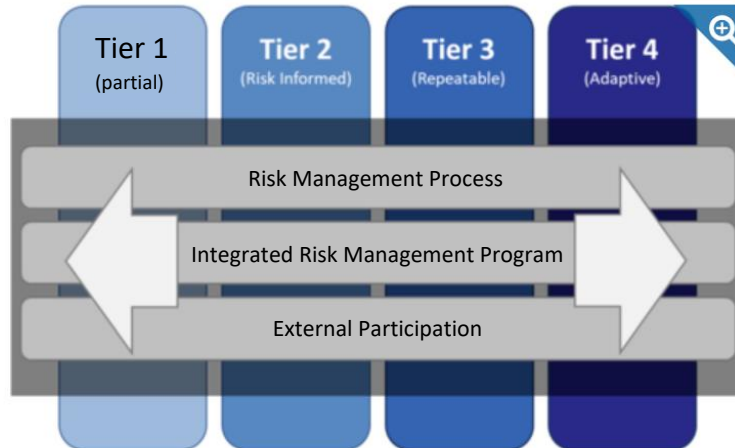 Tier 1
(partial)
Tier 2
(Risk Informed)
Tier 3
(Repeatable)
Tier 4
(Adaptive)
Risk Management Process
Integrated Risk Management Program
External Participation